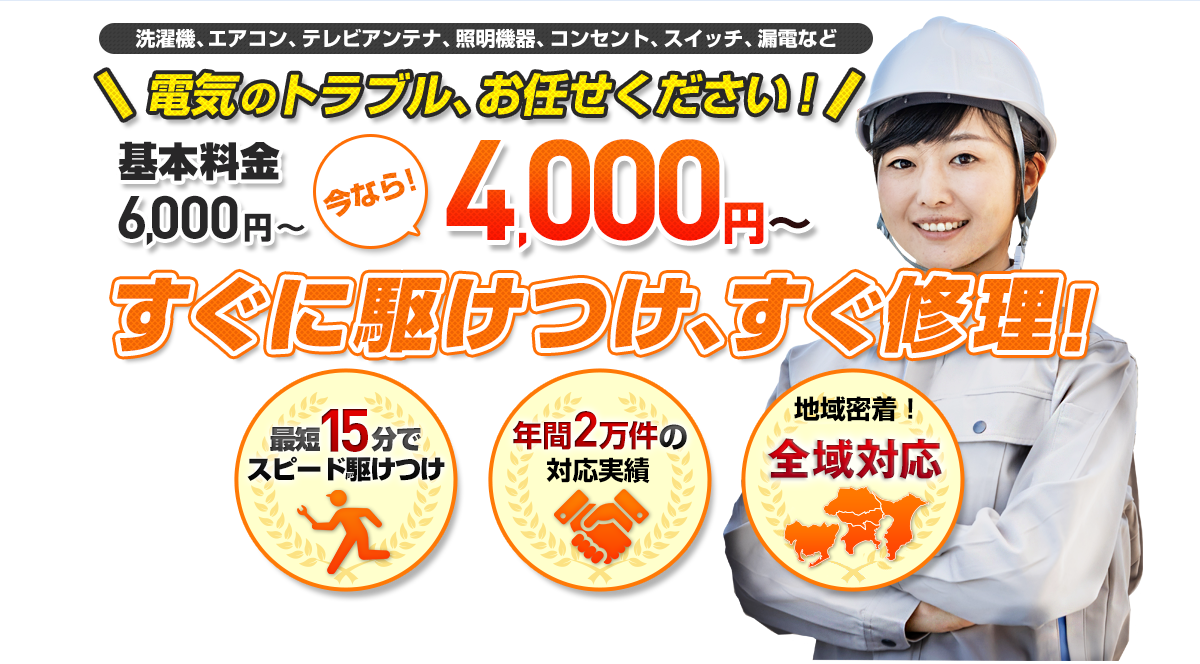 洗濯機、エアコン、テレビアンテナ、照明機器、コンセント、スイッチ、漏電など
電気のトラブル、お任せください！
基本料金
6,000円～
今なら！
4,000円～
すぐに駆けつけ、すぐ修理！
最短15分で
スピード駆けつけ
年間2万件の
対応実績
地域密着！
全域対応